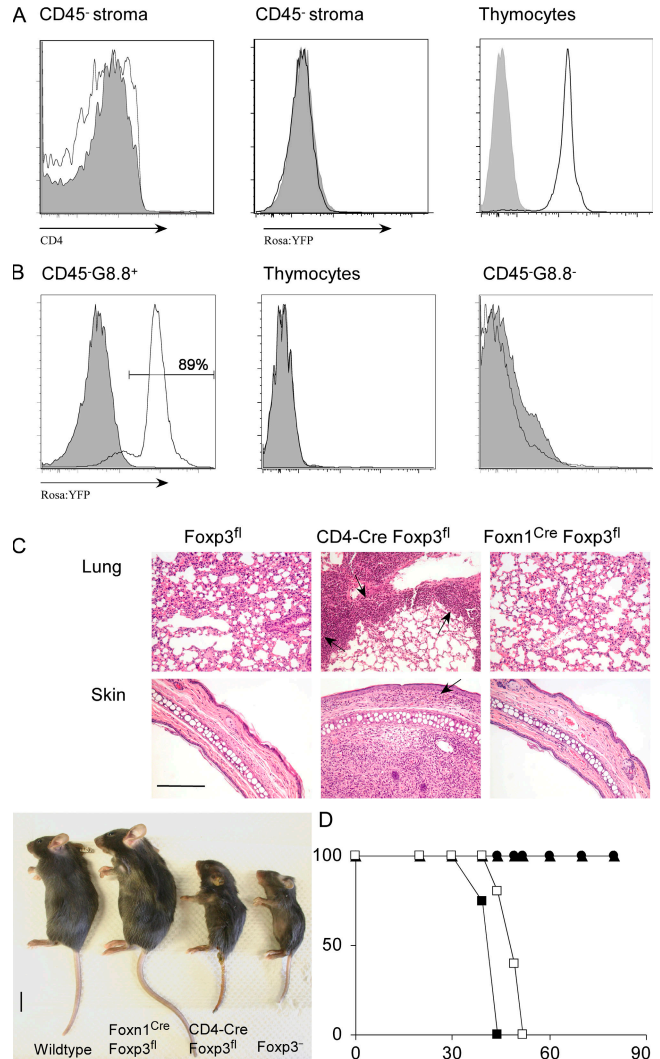 A
CD45- stroma
CD45- stroma
Thymocytes
CD4
Rosa:YFP
B
CD45-G8.8+
Thymocytes
CD45-G8.8-
89%
Rosa:YFP
C
Foxp3fl
CD4-Cre Foxp3fl
Foxn1Cre Foxp3fl
Lung
Skin
Wildtype
Foxn1Cre
Foxp3fl
CD4-Cre
Foxp3fl
Foxp3-
D
100
50
0
0
30
60
90